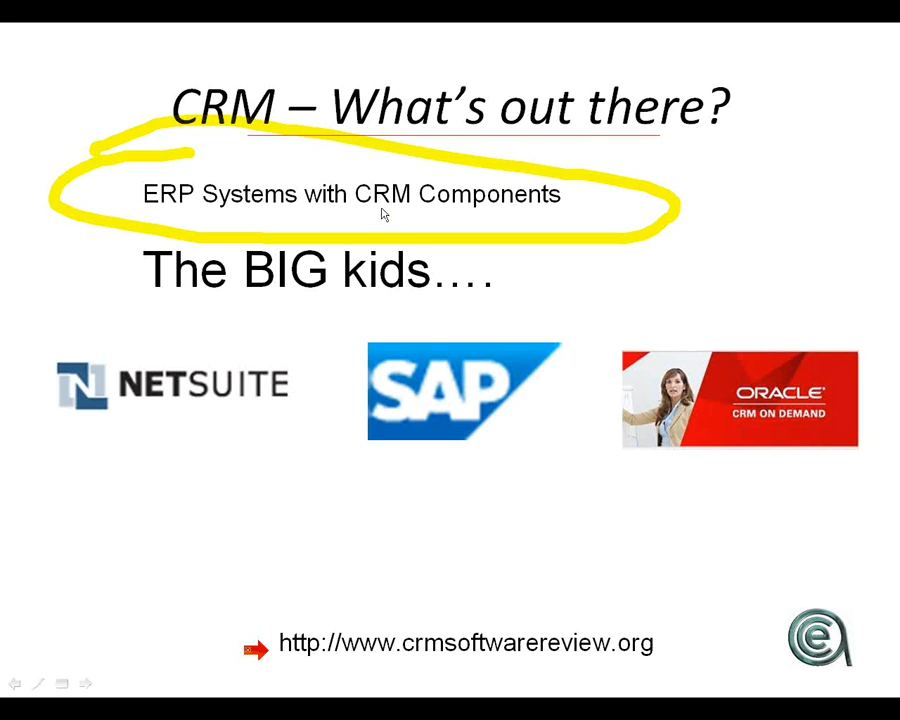 CRM – What's out there?
ERP Systems with CRM Components
The BIG kids....
N NETSUITE
SAP
ORACLE
CRM ON DEMAND
http://www.crmsoftwarereview.org